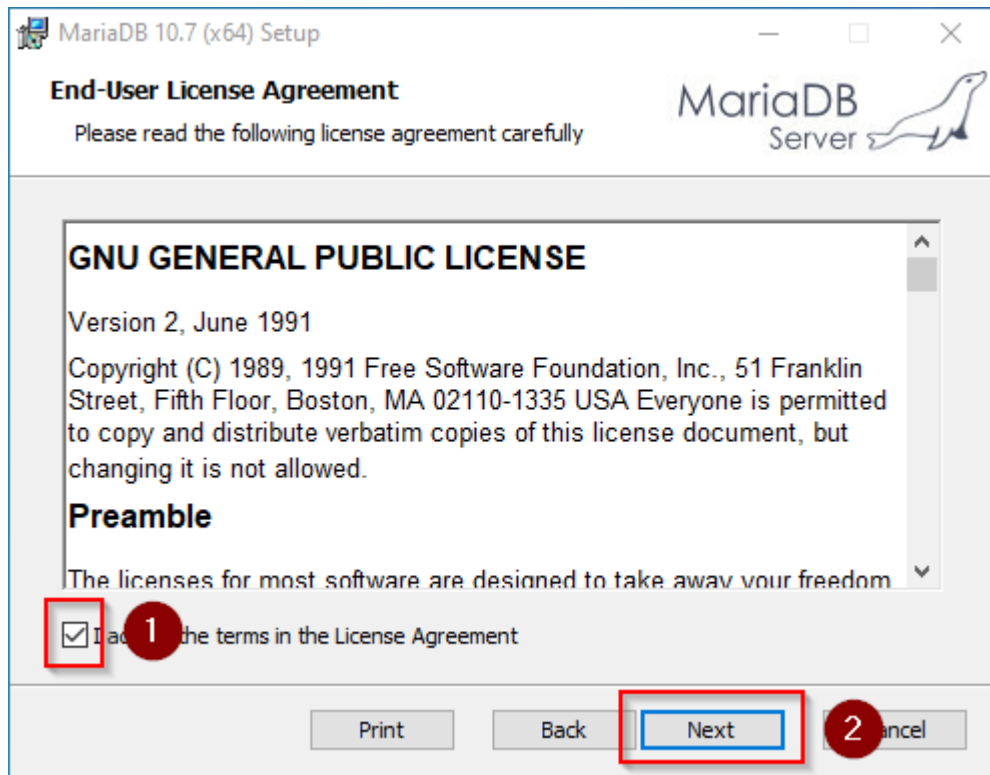 MariaDB 10.7 (x64) Setup
End-User License Agreement
Please read the following license agreement carefully
MariaDB
Server
GNU GENERAL PUBLIC LICENSE
Version 2, June 1991
Copyright (C) 1989, 1991 Free Software Foundation, Inc., 51 Franklin
Street, Fifth Floor, Boston, MA 02110-1335 USA Everyone is permitted
to copy and distribute verbatim copies of this license document, but
changing it is not allowed.
Preamble
The licenses for most software are designed to take away your freedom
1
I the terms in the License Agreement
Print
Back
Next
2